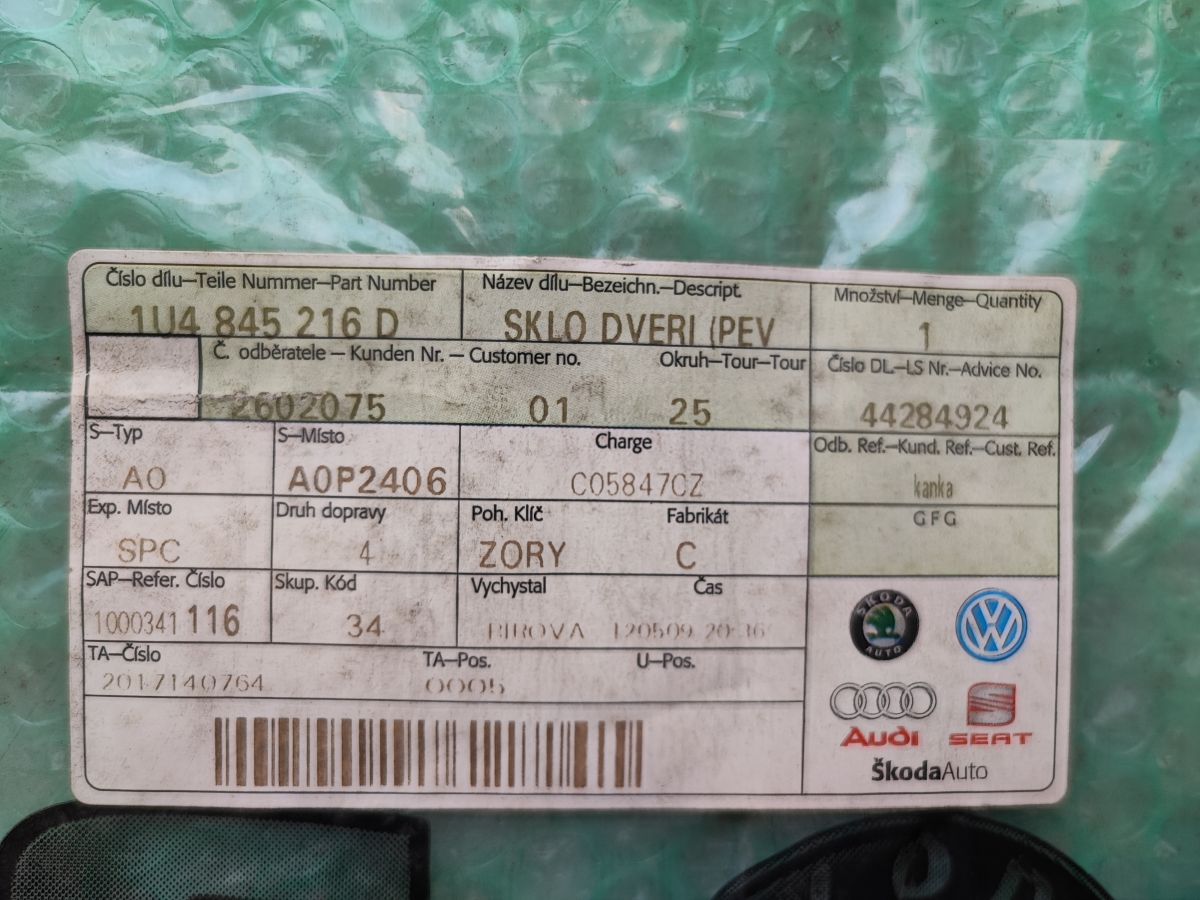 Číslo dílu–Teile Nummer–Part Number
1U4 845 216 D
Název dílu–Bezeichn.–Descript.
SKLO DVERI (PEV
Množství–Menge–Quantity
1
Č. odběratele – Kunden Nr. – Customer no.
Okruh–Tour–Tour
2602075 01 25
Číslo DL–LS Nr.–Advice No.
44284924
S–Typ
A0
S–Místo
A0P2406
Charge
C05847CZ
Odb. Ref.–Kund. Ref.–Cust. Ref.
kanka
GFG
Exp. Místo
SPC
Druh dopravy
4
Poh. Klíč
ZORY
Fabrikát
C
SAP–Refer. Číslo
1000341 116
Skup. Kód
34
Vychystal
Čas
120509 20:36
TA–Číslo
2017140764
TA–Pos.
0005
U–Pos.
ŠKODA
AUTO
Audi
SEAT
ŠkodaAuto